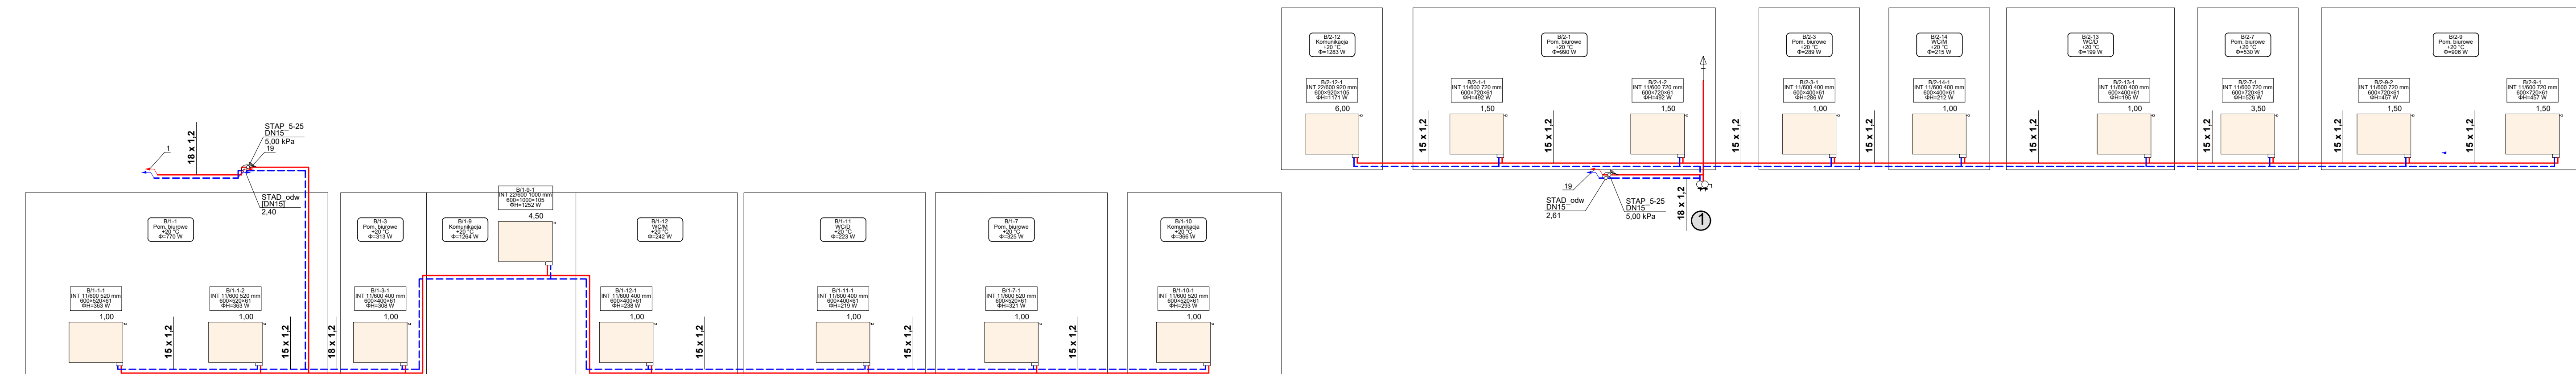 B/2-12
Komunikacja
+20 °C
Φ=1283 W
B/2-1
Pom. biurowe
+20 °C
Φ=990 W
B/2-3
Pom. biurowe
+20 °C
Φ=289 W
B/2-14
WC/M
+20 °C
Φ=215 W
B/2-13
WC/D
+20 °C
Φ=199 W
B/2-7
Pom. biurowe
+20 °C
Φ=530 W
B/2-9
Pom. biurowe
+20 °C
Φ=906 W
B/2-12-1
INT 22/600 920 mm
600×920×105
ΦH=1171 W
6,00
B/2-1-1
INT 11/600 720 mm
600×720×61
ΦH=492 W
1,50
B/2-1-2
INT 11/600 720 mm
600×720×61
ΦH=492 W
1,50
B/2-3-1
INT 11/600 400 mm
600×400×61
ΦH=286 W
1,00
B/2-14-1
INT 11/600 400 mm
600×400×61
ΦH=212 W
1,00
B/2-13-1
INT 11/600 400 mm
600×400×61
ΦH=195 W
1,00
B/2-7-1
INT 11/600 720 mm
600×720×61
ΦH=526 W
3,50
B/2-9-2
INT 11/600 720 mm
600×720×61
ΦH=457 W
1,50
B/2-9-1
INT 11/600 720 mm
600×720×61
ΦH=457 W
1,50
15 x 1,2
15 x 1,2
15 x 1,2
15 x 1,2
15 x 1,2
15 x 1,2
15 x 1,2
15 x 1,2
1
18 x 1,2
STAP_5-25
DN15
5,00 kPa
19
STAD_odw
[DN15]
2,40
19
STAD_odw
DN15
2,61
STAP_5-25
DN15
5,00 kPa
18 x 1,2
1
B/1-1
Pom. biurowe
+20 °C
Φ=770 W
B/1-3
Pom. biurowe
+20 °C
Φ=313 W
B/1-9
Komunikacja
+20 °C
Φ=1264 W
B/1-9-1
INT 22/600 1000 mm
600×1000×105
ΦH=1252 W
4,50
B/1-12
WC/M
+20 °C
Φ=242 W
B/1-11
WC/D
+20 °C
Φ=223 W
B/1-7
Pom. biurowe
+20 °C
Φ=325 W
B/1-10
Komunikacja
+20 °C
Φ=366 W
B/1-1-1
INT 11/600 520 mm
600×520×61
ΦH=363 W
1,00
B/1-1-2
INT 11/600 520 mm
600×520×61
ΦH=363 W
1,00
B/1-3-1
INT 11/600 400 mm
600×400×61
ΦH=308 W
1,00
B/1-12-1
INT 11/600 400 mm
600×400×61
ΦH=238 W
1,00
B/1-11-1
INT 11/600 400 mm
600×400×61
ΦH=219 W
1,00
B/1-7-1
INT 11/600 520 mm
600×520×61
ΦH=321 W
1,00
B/1-10-1
INT 11/600 520 mm
600×520×61
ΦH=293 W
1,00
15 x 1,2
15 x 1,2
18 x 1,2
15 x 1,2
15 x 1,2
15 x 1,2